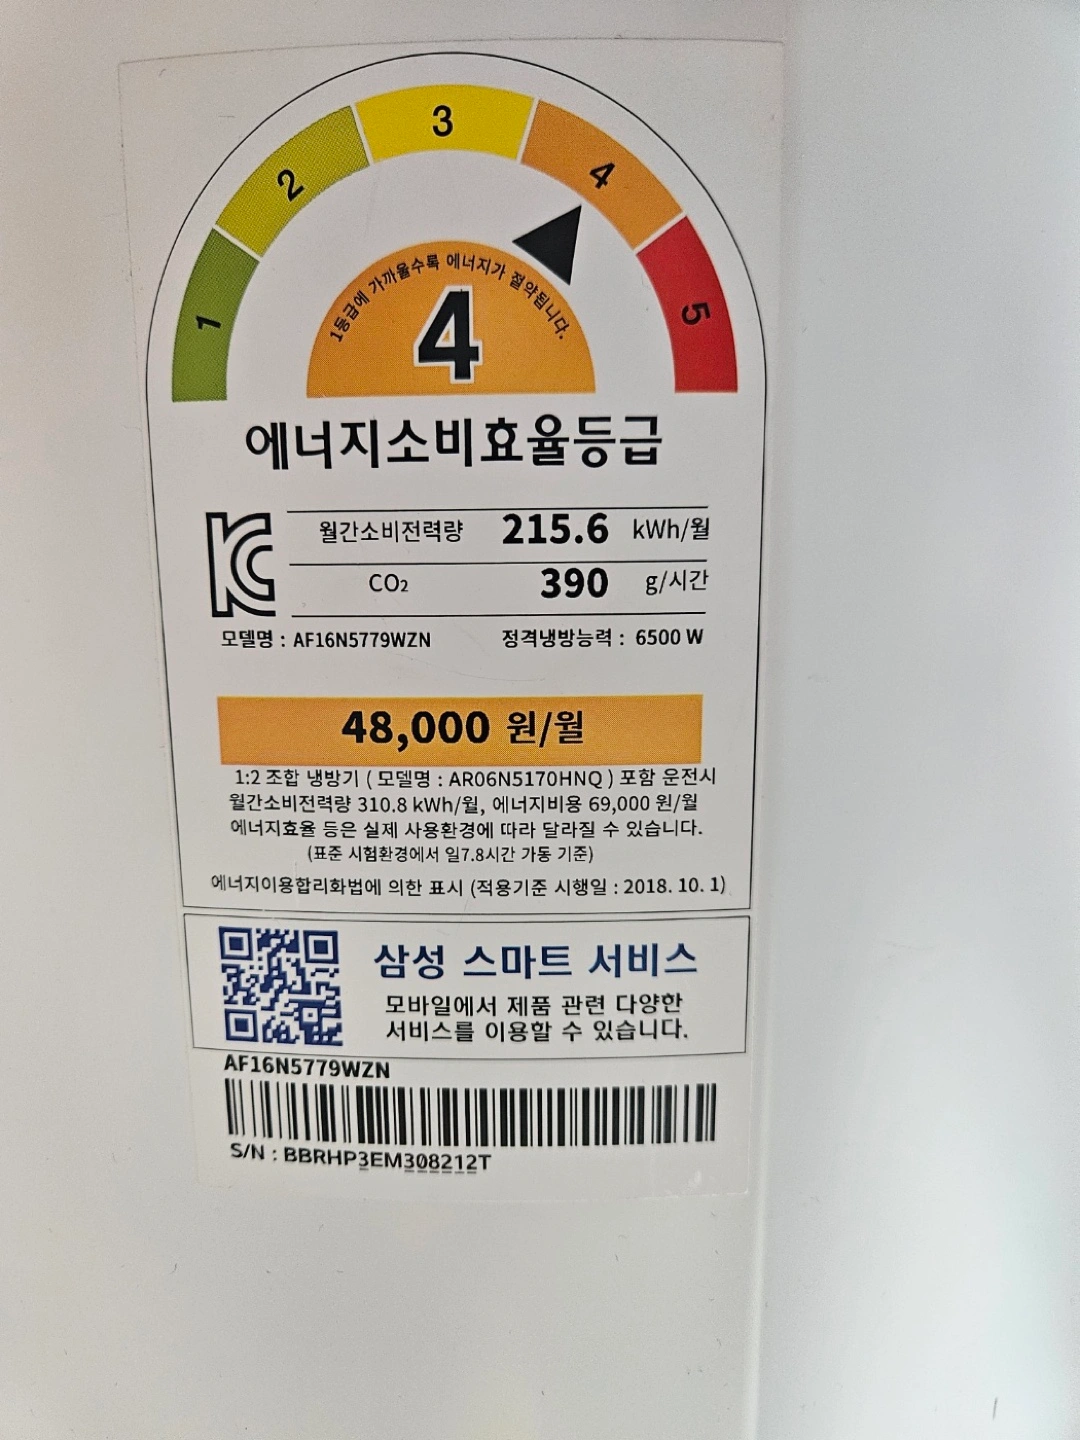 3
2
4
1
5
1등급에 가까울수록 에너지가 절약됩니다.
4
에너지소비효율등급
월간소비전력량 215.6 kWh/월
CO₂ 390 g/시간
모델명 : AF16N5779WZN 정격냉방능력 : 6500 W
48,000 원/월
1:2 조합 냉방기 ( 모델명 : AR06N5170HNQ ) 포함 운전시
월간소비전력량 310.8 kWh/월, 에너지비용 69,000 원/월
에너지효율 등은 실제 사용환경에 따라 달라질 수 있습니다.
(표준 시험환경에서 일7.8시간 가동 기준)
에너지이용합리화법에 의한 표시 (적용기준 시행일 : 2018. 10. 1)
삼성 스마트 서비스
모바일에서 제품 관련 다양한
서비스를 이용할 수 있습니다.
AF16N5779WZN
S/N : BBRHP3EM308212T